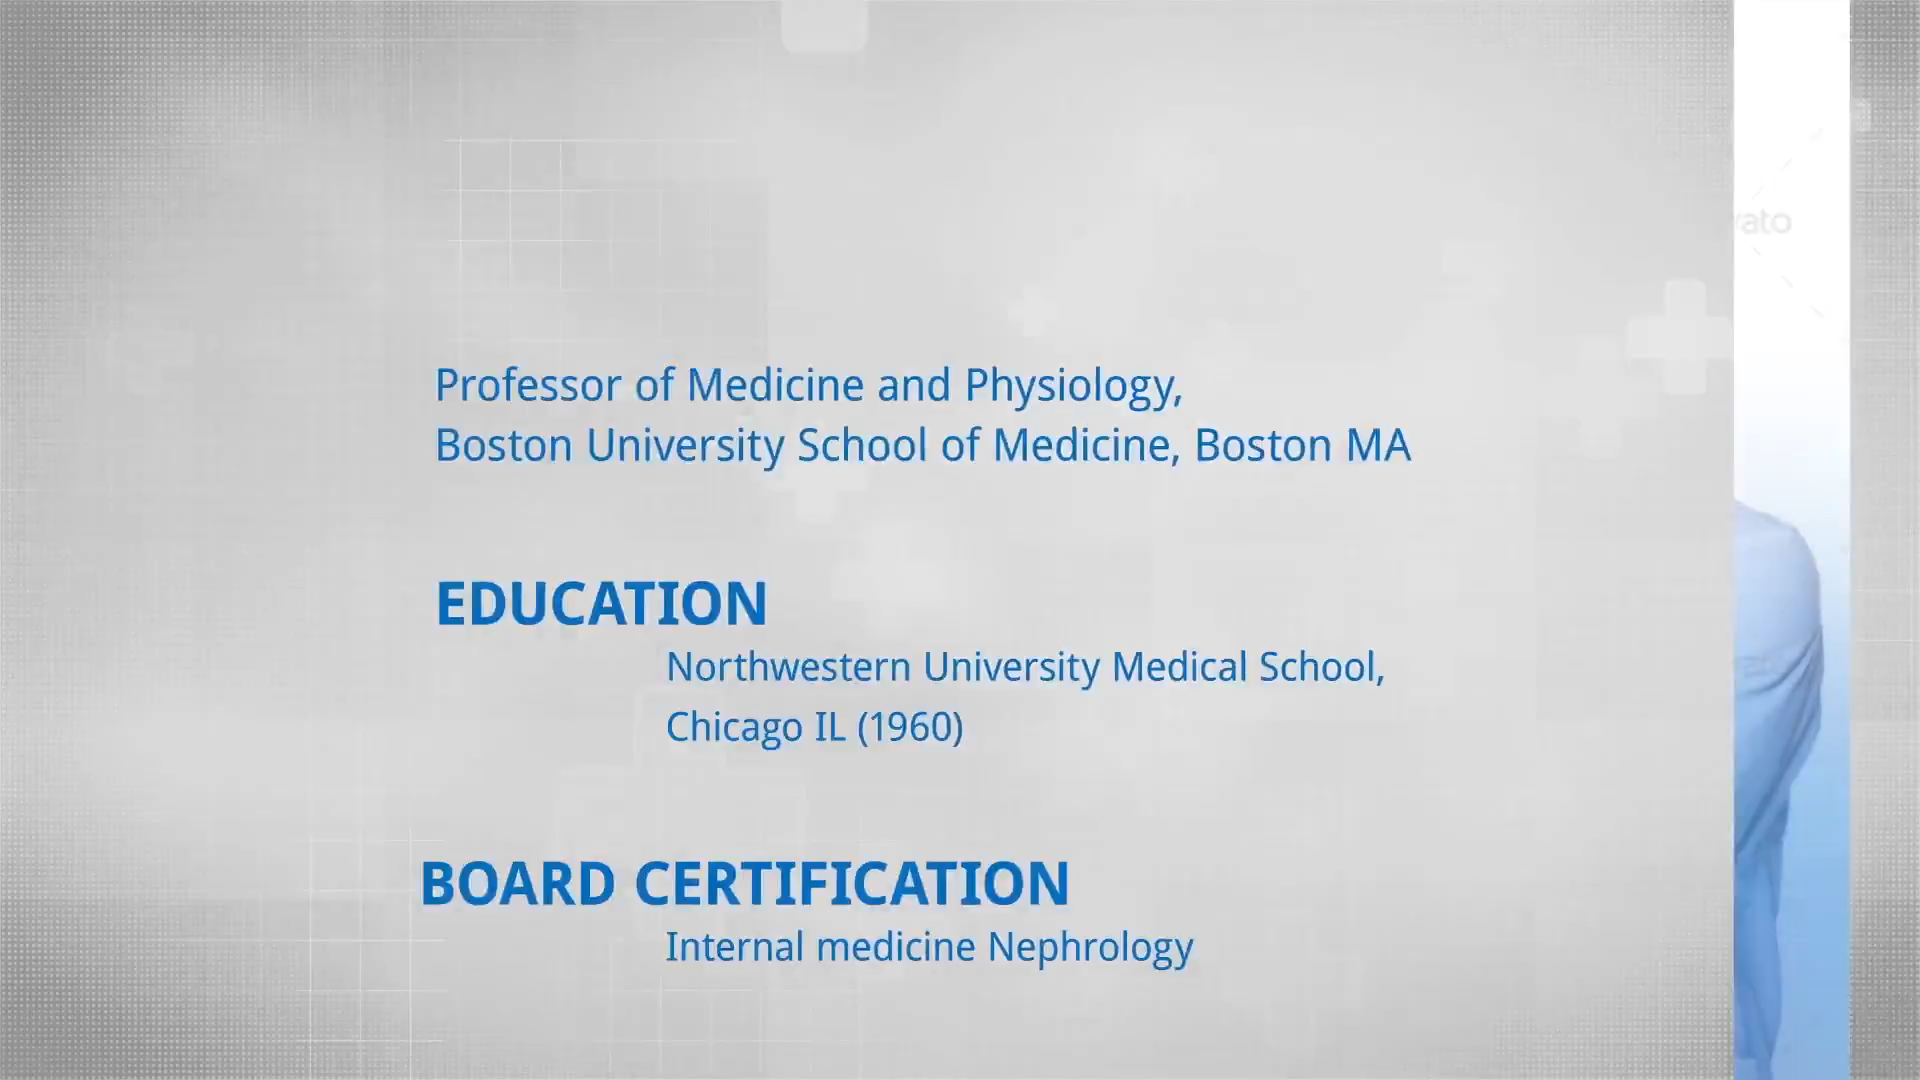 Professor of Medicine and Physiology,
Boston University School of Medicine, Boston MA
EDUCATION
Northwestern University Medical School,
Chicago IL (1960)
BOARD CERTIFICATION
Internal medicine Nephrology